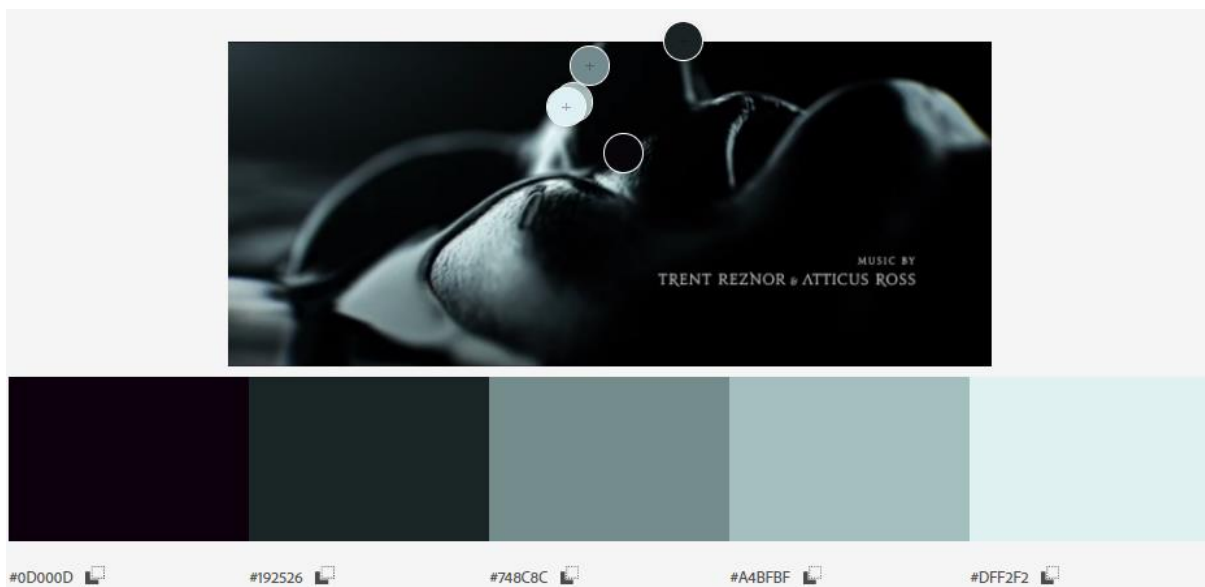 MUSIC BY
TRENT REZNOR & ATTICUS ROSS
#0D000D #192526 #748C8C #A4BFBF #DFF2F2